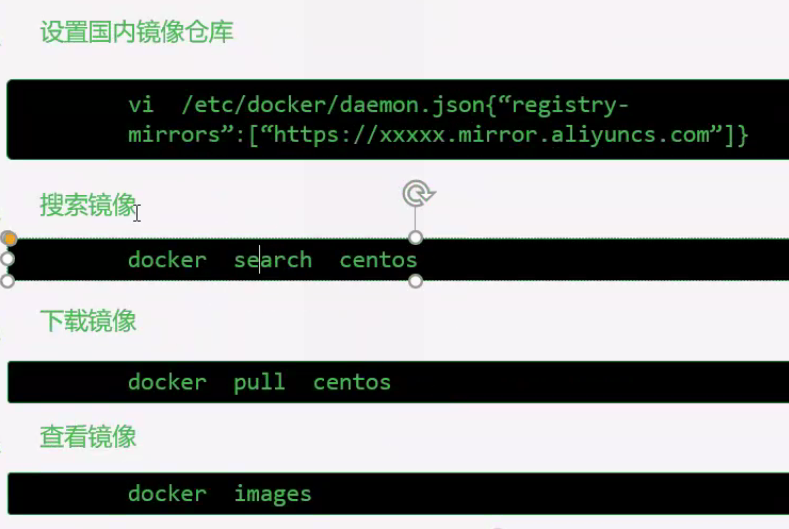 设置国内镜像仓库
vi /etc/docker/daemon.json{“registry-
mirrors”:[“https://xxxxx.mirror.aliyuncs.com”]}
搜索镜像
docker search centos
下载镜像
docker pull centos
查看镜像
docker images